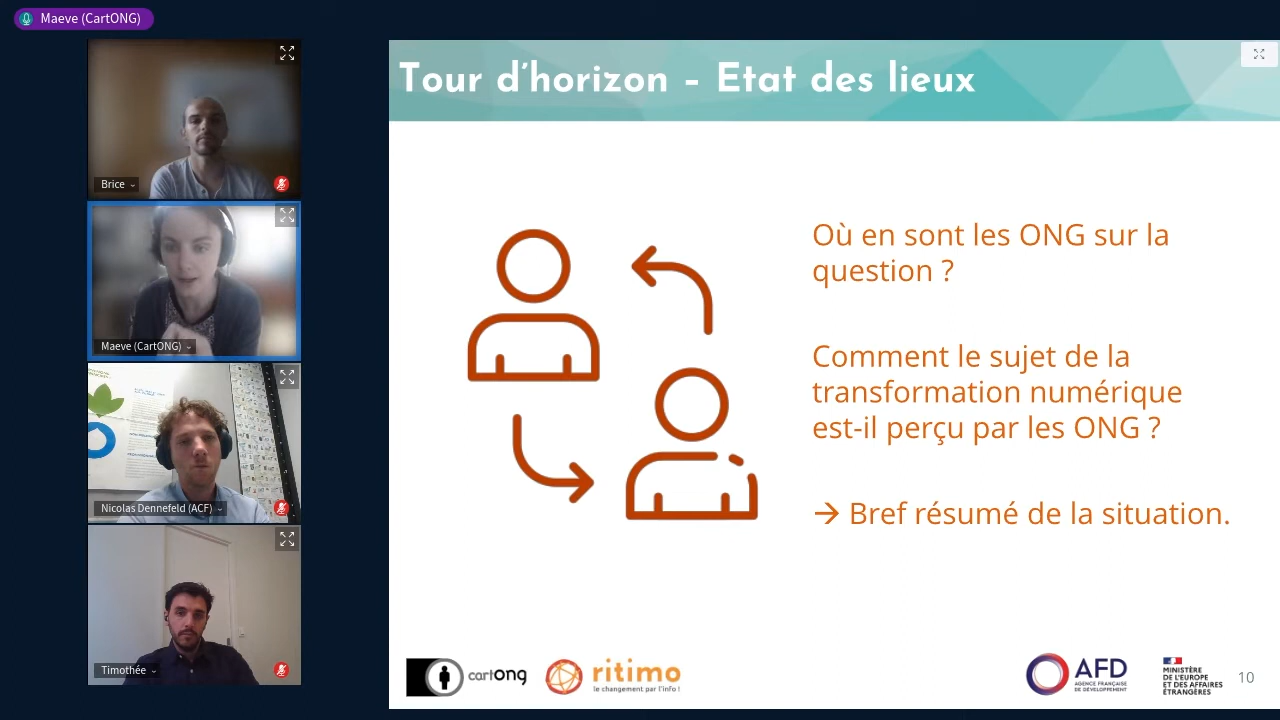 Maeve (CartONG)
Brice
Maeve (CartONG)
Nicolas Dennefeld (ACF)
Timothée
Tour d'horizon – Etat des lieux
Où en sont les ONG sur la
question ?
Comment le sujet de la
transformation numérique
est-il perçu par les ONG ?
→ Bref résumé de la situation.
cartONG
ritimo
le changement par l'info !
AFD
AGENCE FRANÇAISE
DE DÉVELOPPEMENT
MINISTÈRE
DE L'EUROPE
ET DES AFFAIRES
ÉTRANGÈRES
10